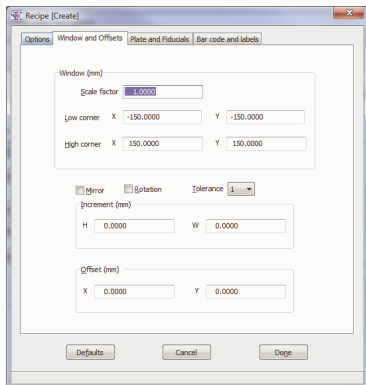 Recipe [Create]
Options Window and Offsets Plate and Fiducials Bar code and labels
Window (mm)
Scale factor 1.0000
Low corner X -150.0000 Y -150.0000
High corner X 150.0000 Y 150.0000
Mirror Rotation Tolerance 1
Increment (mm)
H 0.0000 W 0.0000
Offset (mm)
X 0.0000 Y 0.0000
Defaults Cancel Done